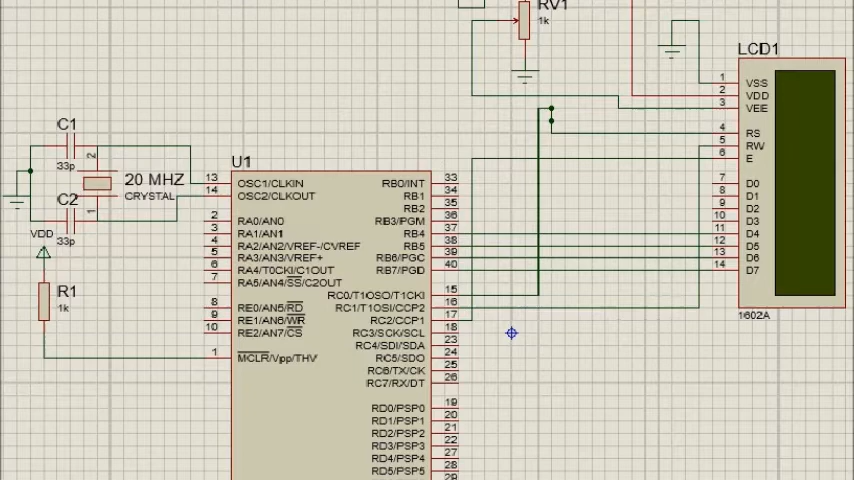 RV1
1k
LCD1
1 VSS
2 VDD
3 VEE
4 RS
5 RW
6 E
7 D0
8 D1
9 D2
10 D3
11 D4
12 D5
13 D6
14 D7
1602A
C1
33p
2
20 MHZ
CRYSTAL
1
C2
33p
VDD
R1
1k
U1
13 OSC1/CLKIN
14 OSC2/CLKOUT
2 RA0/AN0
3 RA1/AN1
4 RA2/AN2/VREF-/CVREF
5 RA3/AN3/VREF+
6 RA4/T0CKI/C1OUT
7 RA5/AN4/SS/C2OUT
8 RE0/AN5/RD
9 RE1/AN6/WR
10 RE2/AN7/CS
1 MCLR/Vpp/THV
RB0/INT 33
RB1 34
RB2 35
RB3/PGM 36
RB4 37
RB5 38
RB6/PGC 39
RB7/PGD 40
RC0/T1OSO/T1CKI 15
RC1/T1OSI/CCP2 16
RC2/CCP1 17
RC3/SCK/SCL 18
RC4/SDI/SDA 23
RC5/SDO 24
RC6/TX/CK 25
RC7/RX/DT 26
RD0/PSP0 19
RD1/PSP1 20
RD2/PSP2 21
RD3/PSP3 22
RD4/PSP4 27
RD5/PSP5 28
29